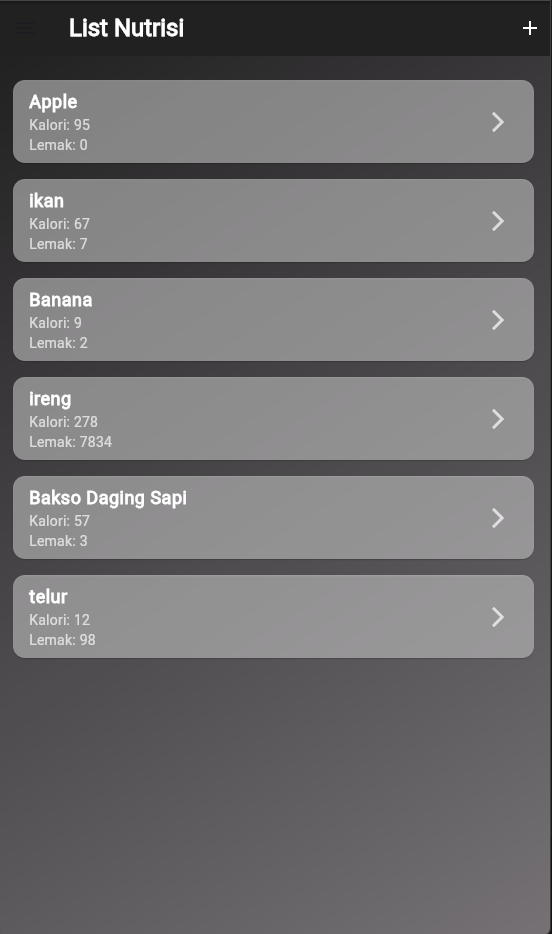 List Nutrisi
Apple
Kalori: 95
Lemak: 0
ikan
Kalori: 67
Lemak: 7
Banana
Kalori: 9
Lemak: 2
ireng
Kalori: 278
Lemak: 7834
Bakso Daging Sapi
Kalori: 57
Lemak: 3
telur
Kalori: 12
Lemak: 98